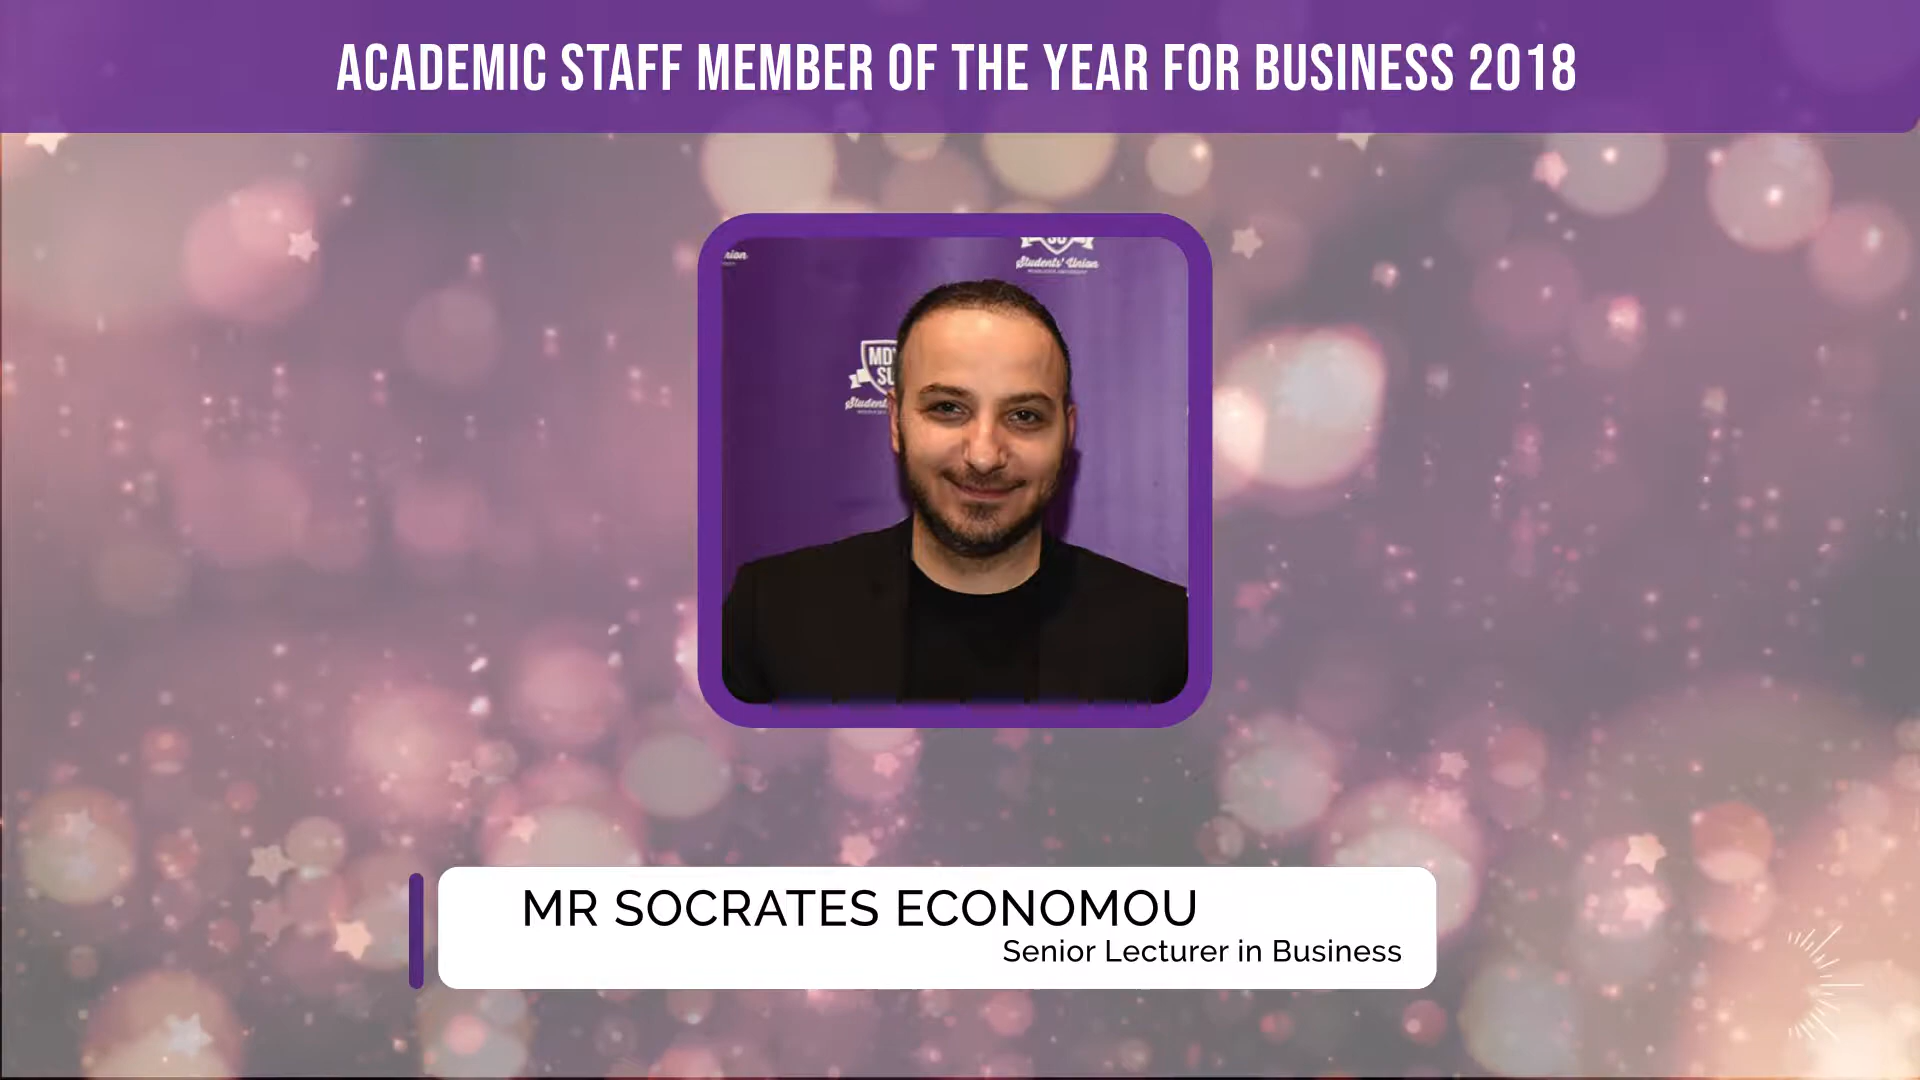 ACADEMIC STAFF MEMBER OF THE YEAR FOR BUSINESS 2018
Students' Union
MR SOCRATES ECONOMOU
Senior Lecturer in Business